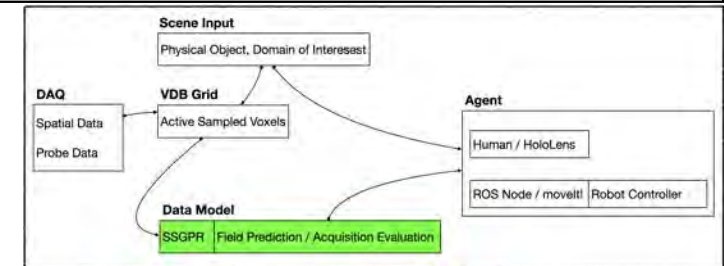 Scene Input
Physical Object, Domain of Interesest
DAQ
Spatial Data
Probe Data
VDB Grid
Active Sampled Voxels
Agent
Human / HoloLens
ROS Node / moveIt! Robot Controller
Data Model
SSGPR Field Prediction / Acquisition Evaluation